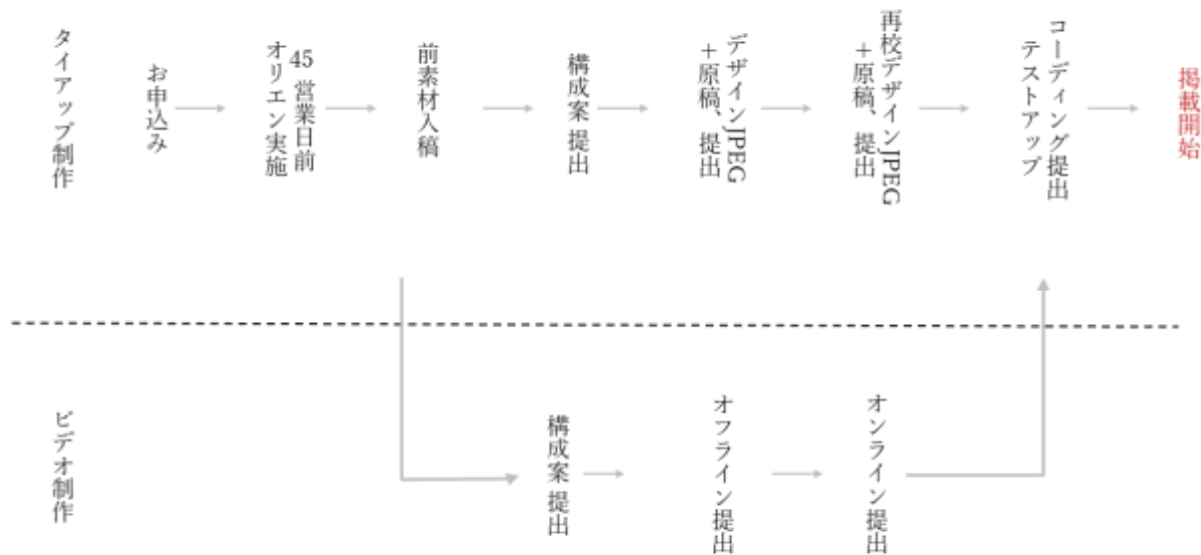 タイアップ制作
お申込み
45 営業日前
オリエン実施
前素材入稿
構成案 提出
デザインJPEG
+原稿、提出
再校デザインJPEG
+原稿、提出
コーディング提出
テストアップ
掲載開始
ビデオ制作
構成案 提出
オフライン提出
オンライン提出